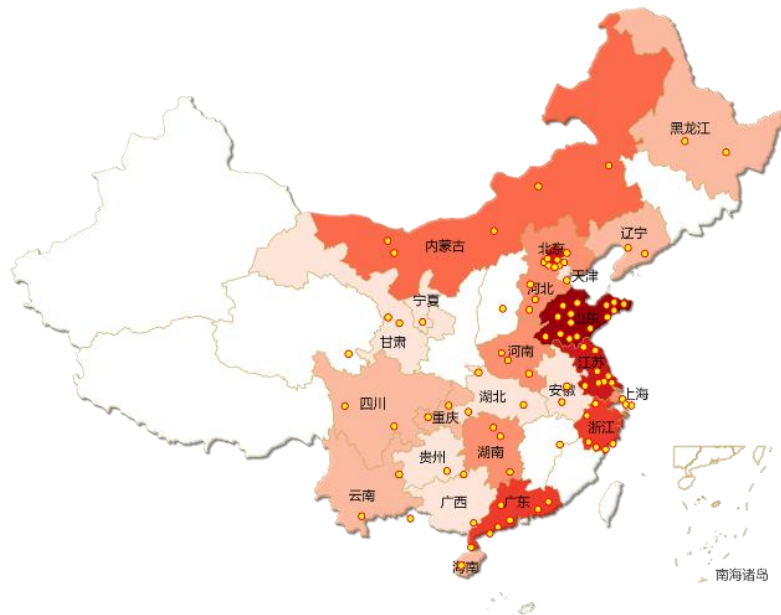 黑龙江
辽宁
内蒙古
北京
天津
河北
宁夏
山东
甘肃
河南
江苏
安徽
上海
四川
湖北
重庆
浙江
湖南
贵州
云南
广西
广东
海南
南海诸岛